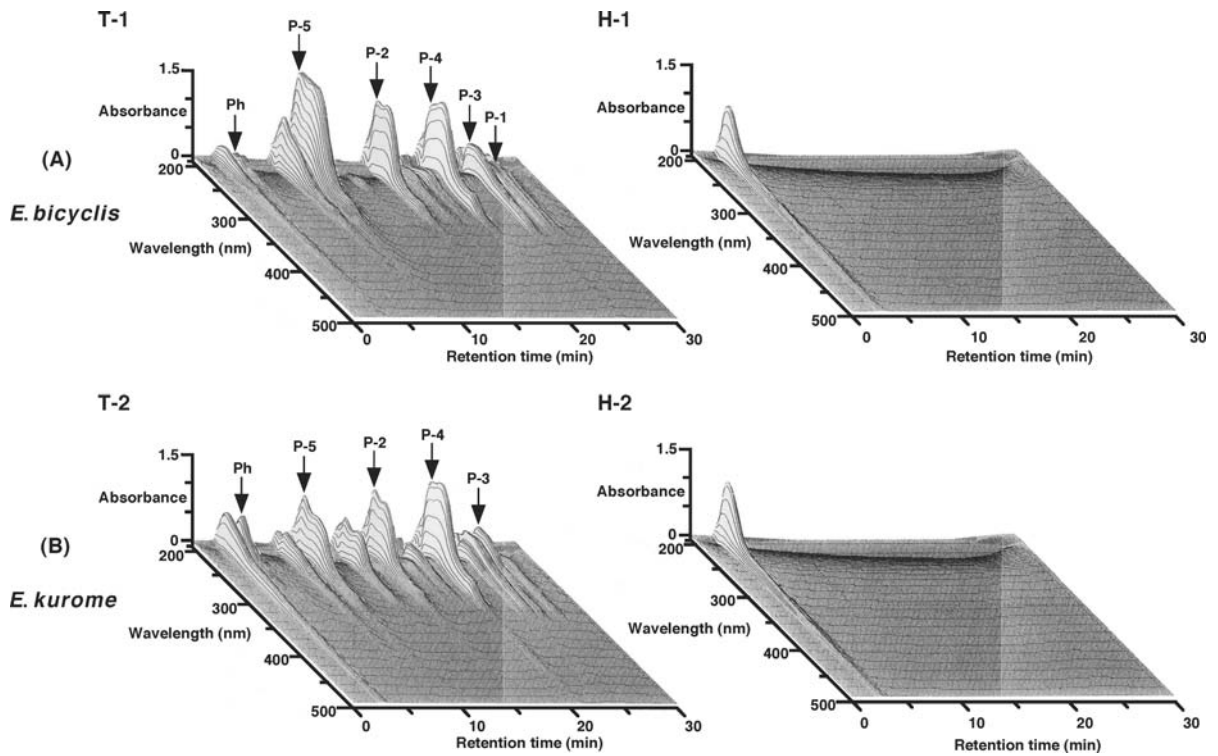 T-1
H-1
P-5
P-2
P-4
P-3
P-1
Ph
1.5
Absorbance
0
200
300
Wavelength (nm)
400
500
0
10
20
30
Retention time (min)
(A)
E. bicyclis
1.5
Absorbance
0
200
300
Wavelength (nm)
400
500
0
10
20
30
Retention time (min)
T-2
H-2
P-5
P-2
P-4
P-3
Ph
1.5
Absorbance
0
200
300
Wavelength (nm)
400
500
0
10
20
30
Retention time (min)
(B)
E. kurome
1.5
Absorbance
0
200
300
Wavelength (nm)
400
500
0
10
20
30
Retention time (min)